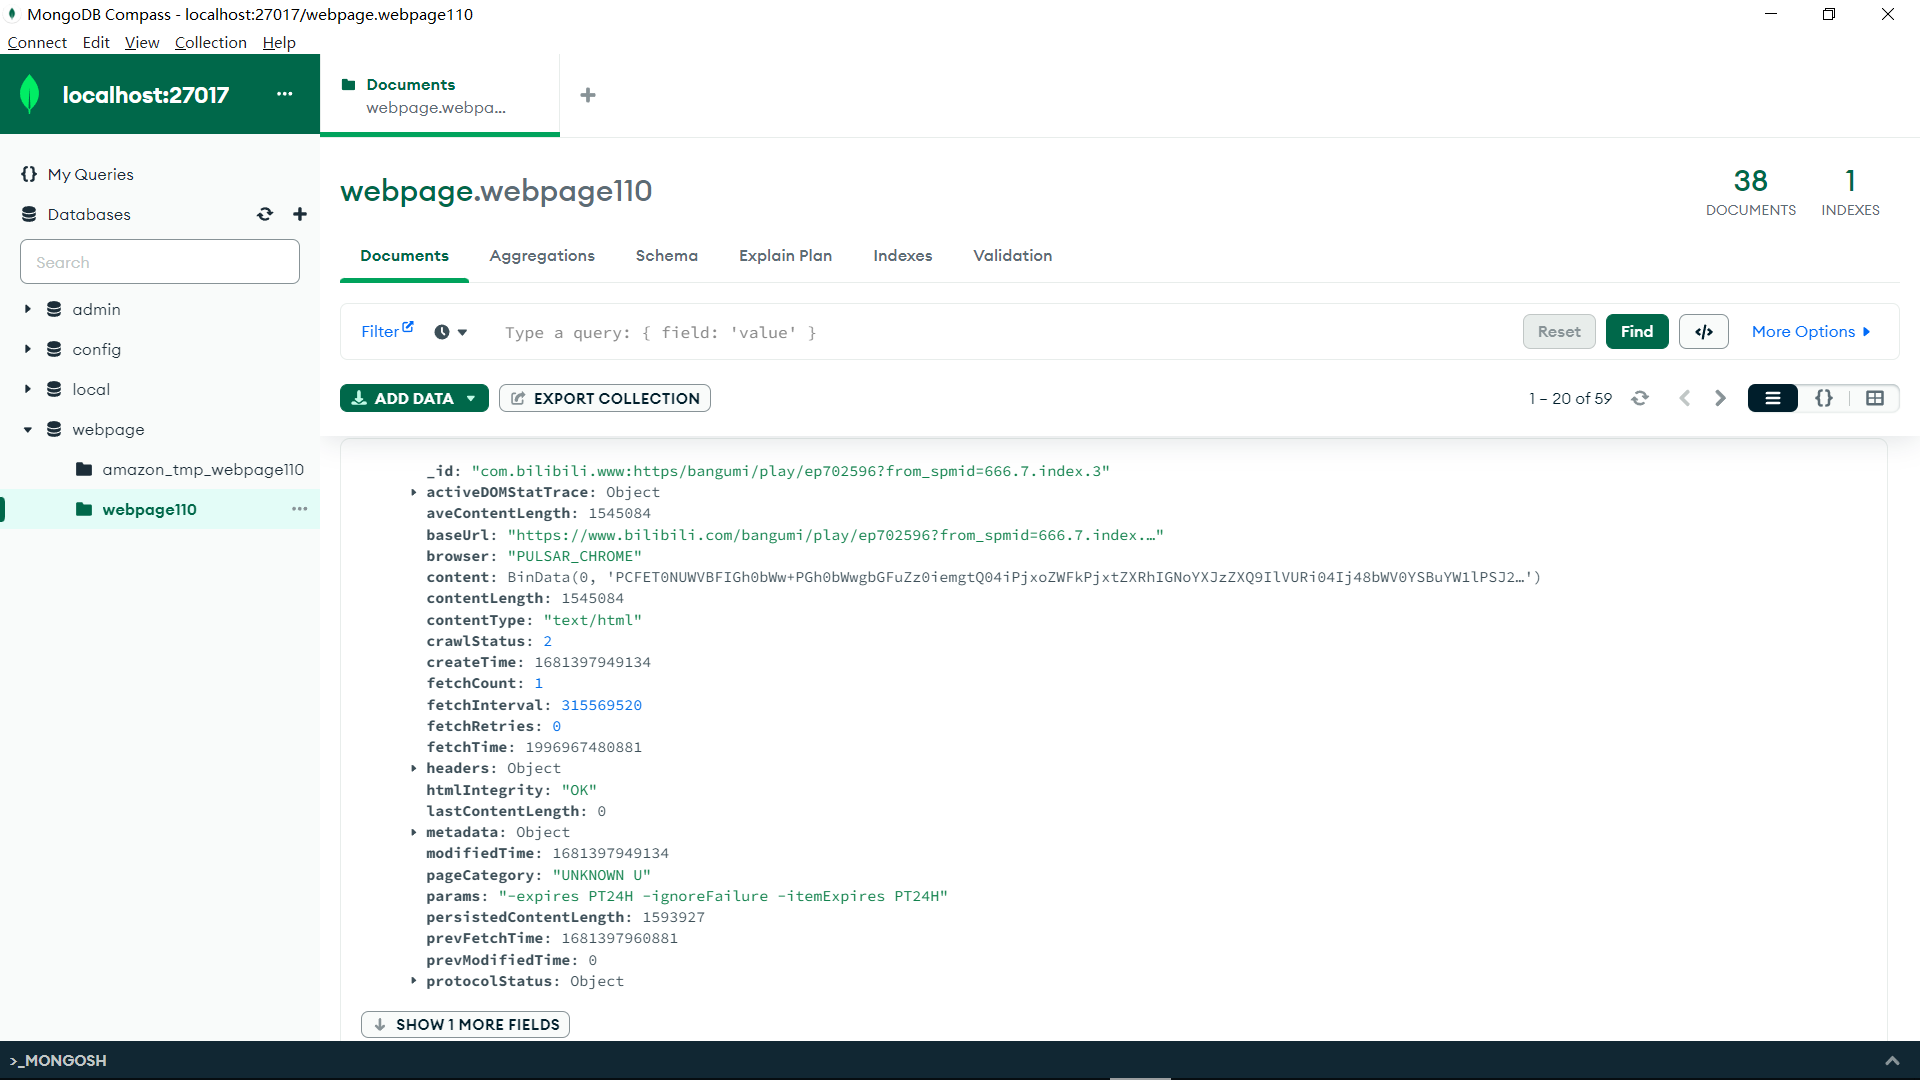 MongoDB Compass - localhost:27017/webpage.webpage110
Connect Edit View Collection Help
localhost:27017
Documents
webpage.webpa...
My Queries
Databases
Search
admin
config
local
webpage
amazon_tmp_webpage110
webpage110
webpage.webpage110
38
DOCUMENTS
1
INDEXES
Documents Aggregations Schema Explain Plan Indexes Validation
Filter Type a query: { field: 'value' } Reset Find </> More Options
ADD DATA EXPORT COLLECTION 1 – 20 of 59 {}
_id: "com.bilibili.www:https/bangumi/play/ep702596?from_spmid=666.7.index.3"
activeDOMStatTrace: Object
aveContentLength: 1545084
baseUrl: "https://www.bilibili.com/bangumi/play/ep702596?from_spmid=666.7.index.…"
browser: "PULSAR_CHROME"
content: BinData(0, 'PCFET0NUWVBFIGh0bWw+PGh0bWwgbGFuZz0iemgtQ04iPjxoZWFkPjxtZXRhIGNoYXJzZXQ9IlVURi04Ij48bWV0YSBuYW1lPSJ2…')
contentLength: 1545084
contentType: "text/html"
crawlStatus: 2
createTime: 1681397949134
fetchCount: 1
fetchInterval: 315569520
fetchRetries: 0
fetchTime: 1996967480881
headers: Object
htmlIntegrity: "OK"
lastContentLength: 0
metadata: Object
modifiedTime: 1681397949134
pageCategory: "UNKNOWN U"
params: "-expires PT24H -ignoreFailure -itemExpires PT24H"
persistedContentLength: 1593927
prevFetchTime: 1681397960881
prevModifiedTime: 0
protocolStatus: Object
SHOW 1 MORE FIELDS
>_MONGOSH